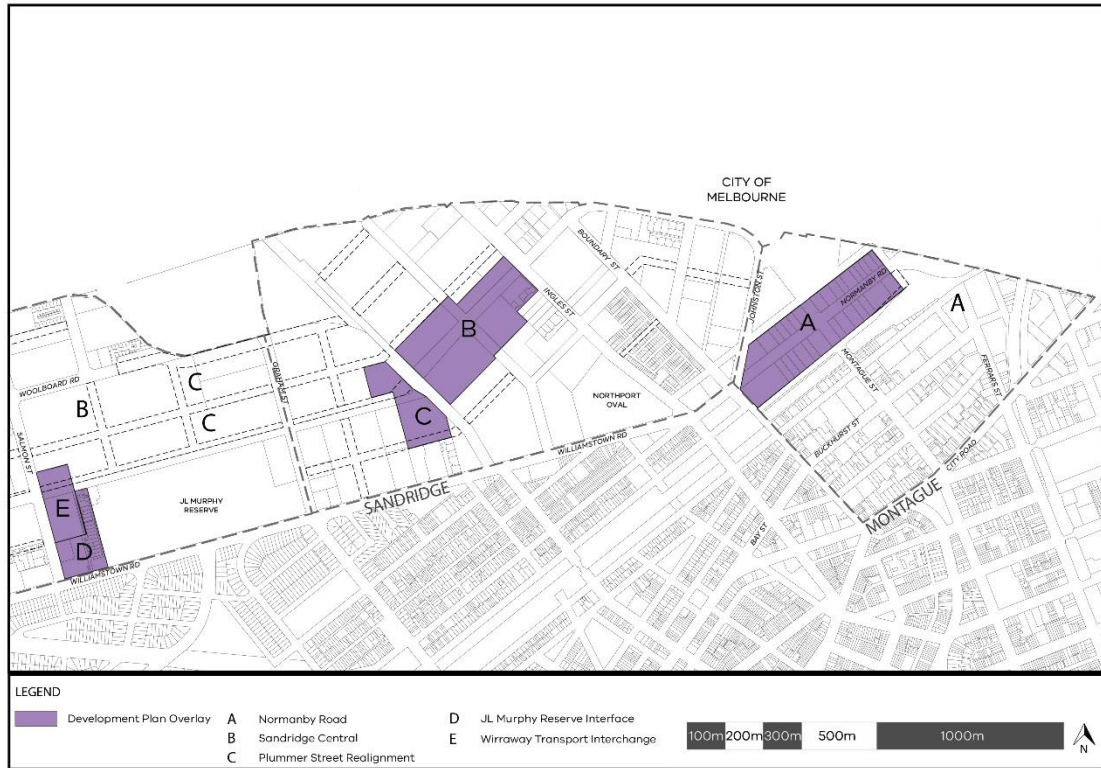 CITY OF
MELBOURNE
BOUNDARY ST
JOHNSTON ST
NORMANBY RD
A
A
INGLES ST
B
MONTAGUE ST
FERRARS ST
WOOLBOARD RD
GRAHAM ST
C
B
C
C
NORTHPORT
OVAL
BUCKHURST ST
CITY ROAD
SALMON ST
WILLIAMSTOWN RD
JL MURPHY
RESERVE
SANDRIDGE
MONTAGUE
E
BAY ST
D
WILLIAMSTOWN RD
LEGEND
Development Plan Overlay
A Normanby Road
B Sandridge Central
C Plummer Street Realignment
D JL Murphy Reserve Interface
E Wirraway Transport Interchange
100m 200m 300m 500m 1000m
N